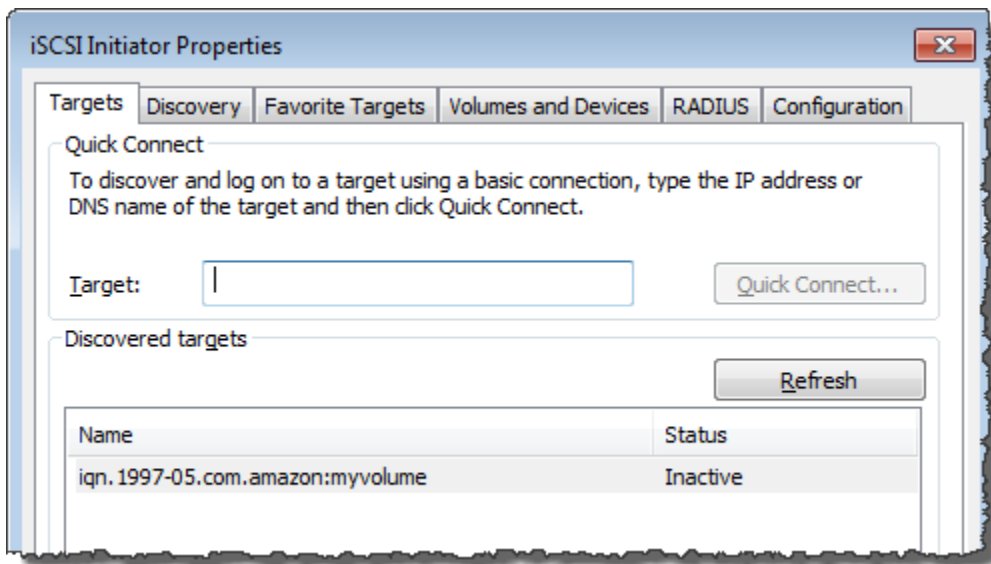 iSCSI Initiator Properties
Targets Discovery Favorite Targets Volumes and Devices RADIUS Configuration
Quick Connect
To discover and log on to a target using a basic connection, type the IP address or
DNS name of the target and then click Quick Connect.
Target: Quick Connect...
Discovered targets
Refresh
Name Status
iqn.1997-05.com.amazon:myvolume Inactive